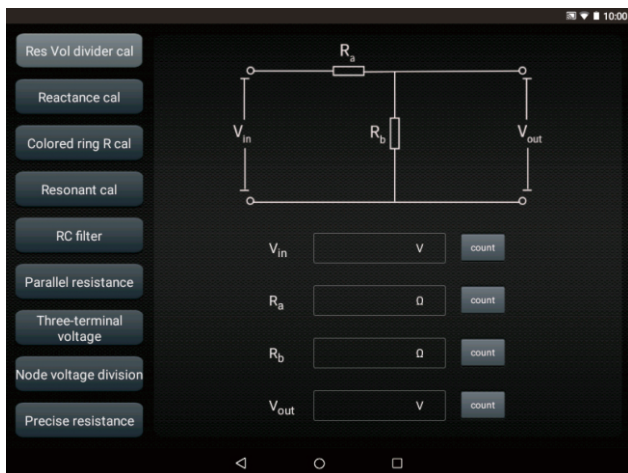 10:00
Res Vol divider cal
Reactance cal
Colored ring R cal
Resonant cal
RC filter
Parallel resistance
Three-terminal
voltage
Node voltage division
Precise resistance
Ra
Vin
Rb
Vout
Vin V count
Ra Ω count
Rb Ω count
Vout V count